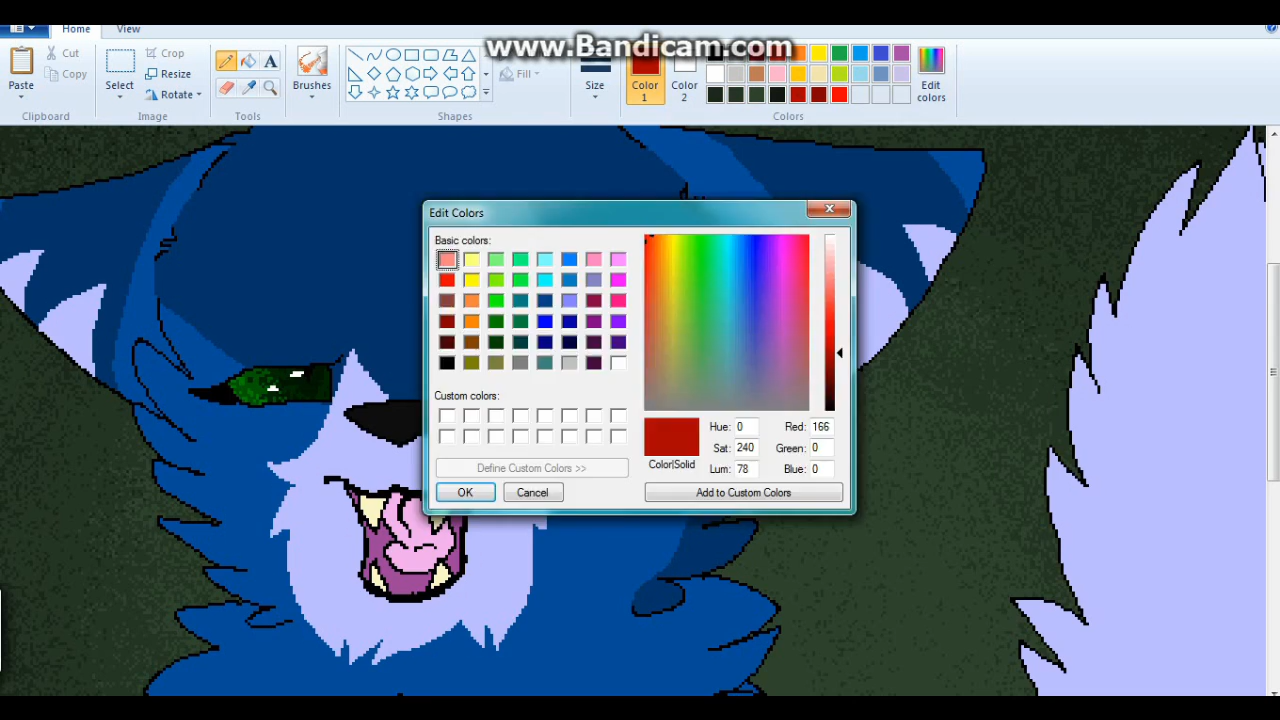 Home View
www.Bandicam.com
Paste
Cut
Copy
Clipboard
Select
Crop
Resize
Rotate
Image
A
Tools
Brushes
Fill
Shapes
Size
Color 1
Color 2
Edit colors
Colors
Edit Colors
Basic colors:
Custom colors:
Define Custom Colors >>
OK Cancel
Color|Solid
Hue: 0 Red: 166
Sat: 240 Green: 0
Lum: 78 Blue: 0
Add to Custom Colors